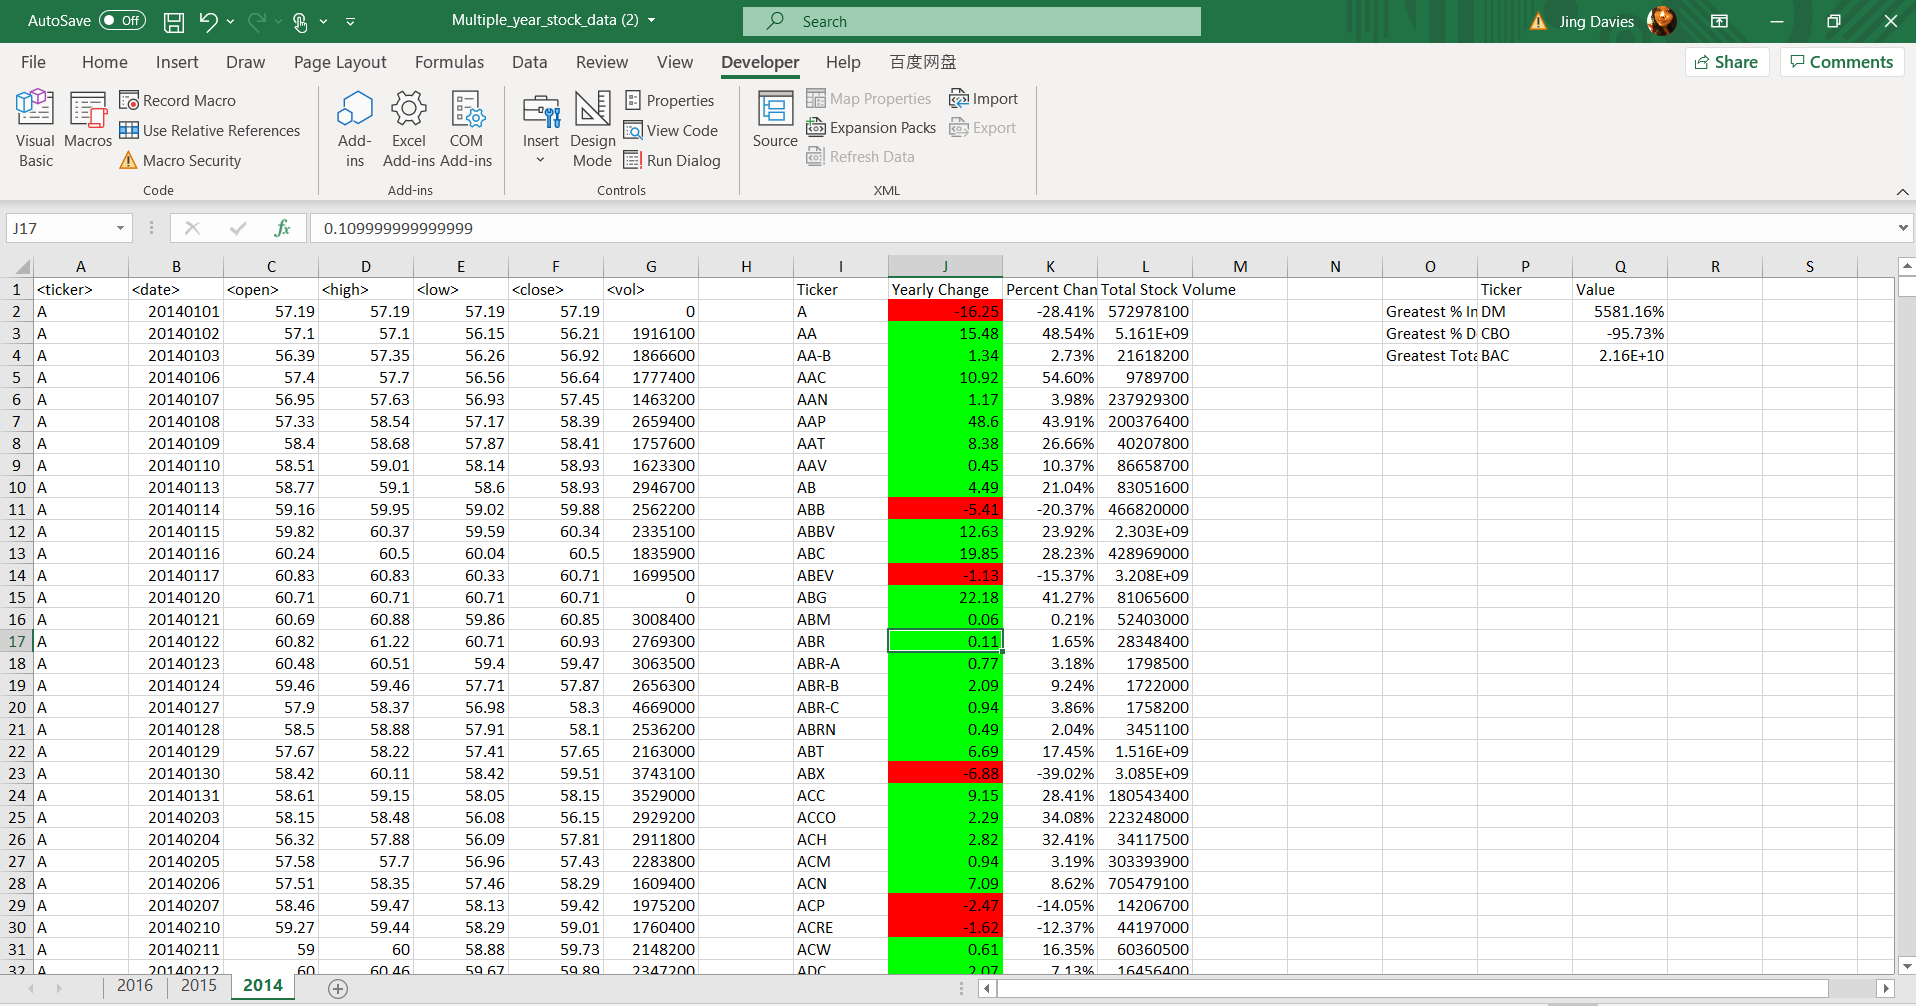 AutoSave Off Multiple_year_stock_data (2) Search Jing Davies
File Home Insert Draw Page Layout Formulas Data Review View Developer Help 百度网盘 Share Comments
Visual Basic Macros Record Macro Use Relative References Macro Security Code
Add-ins Excel Add-ins COM Add-ins Add-ins
Insert Design Mode Properties View Code Run Dialog Controls
Source Map Properties Expansion Packs Refresh Data Import Export XML
J17 fx 0.109999999999999
A B C D E F G H I J K L M N O P Q R S
1 <ticker> <date> <open> <high> <low> <close> <vol> Ticker Yearly Change Percent Chan Total Stock Volume Ticker Value
2 A 20140101 57.19 57.19 57.19 57.19 0 A -16.25 -28.41% 572978100 Greatest % In DM 5581.16%
3 A 20140102 57.1 57.1 56.15 56.21 1916100 AA 15.48 48.54% 5.161E+09 Greatest % D CBO -95.73%
4 A 20140103 56.39 57.35 56.26 56.92 1866600 AA-B 1.34 2.73% 21618200 Greatest Tota BAC 2.16E+10
5 A 20140106 57.4 57.7 56.56 56.64 1777400 AAC 10.92 54.60% 9789700
6 A 20140107 56.95 57.63 56.93 57.45 1463200 AAN 1.17 3.98% 237929300
7 A 20140108 57.33 58.54 57.17 58.39 2659400 AAP 48.6 43.91% 200376400
8 A 20140109 58.4 58.68 57.87 58.41 1757600 AAT 8.38 26.66% 40207800
9 A 20140110 58.51 59.01 58.14 58.93 1623300 AAV 0.45 10.37% 86658700
10 A 20140113 58.77 59.1 58.6 58.93 2946700 AB 4.49 21.04% 83051600
11 A 20140114 59.16 59.95 59.02 59.88 2562200 ABB -5.41 -20.37% 466820000
12 A 20140115 59.82 60.37 59.59 60.34 2335100 ABBV 12.63 23.92% 2.303E+09
13 A 20140116 60.24 60.5 60.04 60.5 1835900 ABC 19.85 28.23% 428969000
14 A 20140117 60.83 60.83 60.33 60.71 1699500 ABEV -1.13 -15.37% 3.208E+09
15 A 20140120 60.71 60.71 60.71 60.71 0 ABG 22.18 41.27% 81065600
16 A 20140121 60.69 60.88 59.86 60.85 3008400 ABM 0.06 0.21% 52403000
17 A 20140122 60.82 61.22 60.71 60.93 2769300 ABR 0.11 1.65% 28348400
18 A 20140123 60.48 60.51 59.4 59.47 3063500 ABR-A 0.77 3.18% 1798500
19 A 20140124 59.46 59.46 57.71 57.87 2656300 ABR-B 2.09 9.24% 1722000
20 A 20140127 57.9 58.37 56.98 58.3 4669000 ABR-C 0.94 3.86% 1758200
21 A 20140128 58.5 58.88 57.91 58.1 2536200 ABRN 0.49 2.04% 3451100
22 A 20140129 57.67 58.22 57.41 57.65 2163000 ABT 6.69 17.45% 1.516E+09
23 A 20140130 58.42 60.11 58.42 59.51 3743100 ABX -6.88 -39.02% 3.085E+09
24 A 20140131 58.61 59.15 58.05 58.15 3529000 ACC 9.15 28.41% 180543400
25 A 20140203 58.15 58.48 56.08 56.15 2929200 ACCO 2.29 34.08% 223248000
26 A 20140204 56.32 57.88 56.09 57.81 2911800 ACH 2.82 32.41% 34117500
27 A 20140205 57.58 57.7 56.96 57.43 2283800 ACM 0.94 3.19% 303393900
28 A 20140206 57.51 58.35 57.46 58.29 1609400 ACN 7.09 8.62% 705479100
29 A 20140207 58.46 59.47 58.13 59.42 1975200 ACP -2.47 -14.05% 14206700
30 A 20140210 59.27 59.44 58.29 59.01 1760400 ACRE -1.62 -12.37% 44197000
31 A 20140211 59 60 58.88 59.73 2148200 ACW 0.61 16.35% 60360500
32 A 20140212 60 60.46 59.67 59.89 2347200 ADC 2.07 7.13% 16456400
2016 2015 2014